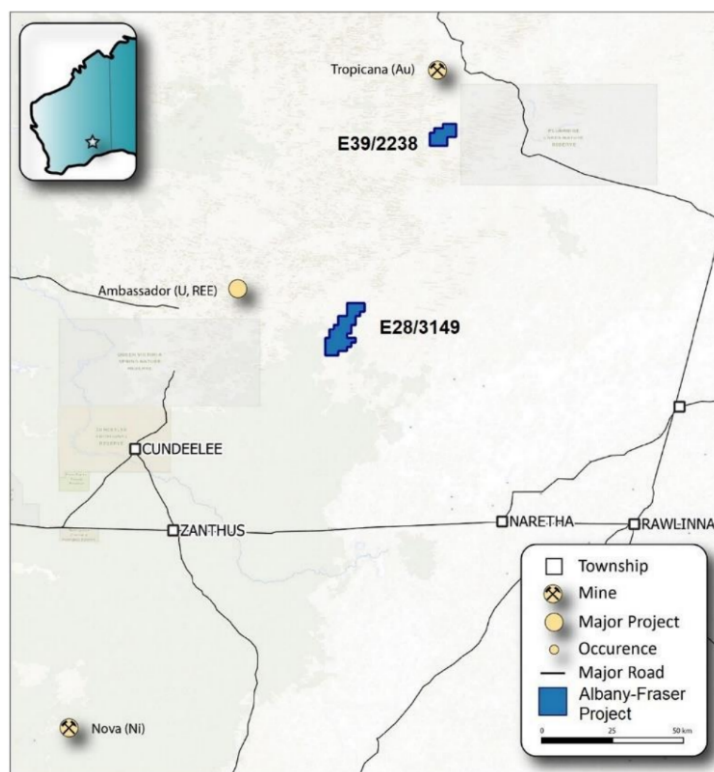 Tropicana (Au)
E39/2238
Ambassador (U, REE)
E28/3149
CUNDEELEE
ZANTHUS
NARETHA
RAWLINNA
Nova (Ni)
Township
Mine
Major Project
Occurence
Major Road
Albany-Fraser
Project
0 25 50 km